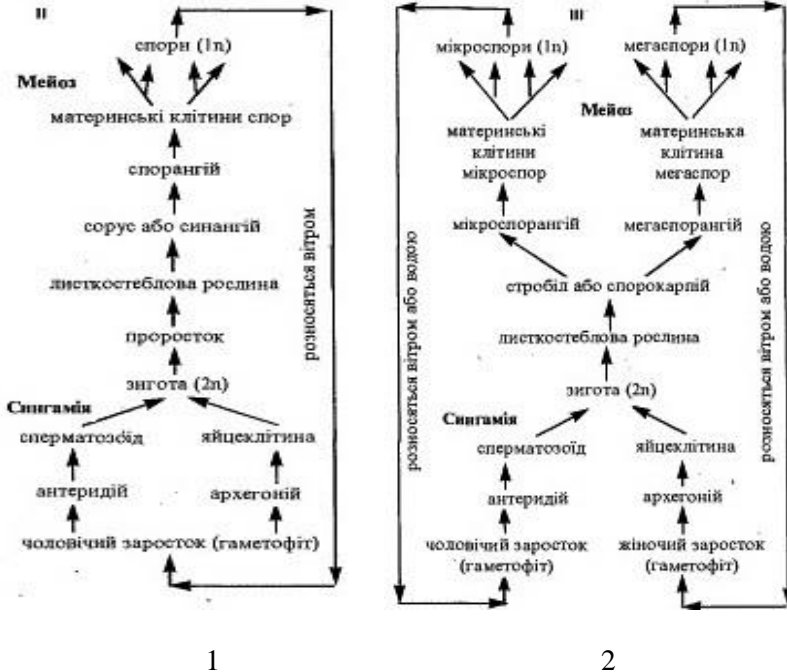 II
спори (1n)
Мейоз
материнські клітини спор
спорангій
сорус або синангій
листкостеблова рослина
проросток
зигота (2n)
Сингамія
сперматозоїд
яйцеклітина
антеридій
архегоній
чоловічий заросток (гаметофіт)
розносяться вітром
1
III
мікроспори (1n)
мегаспори (1n)
Мейоз
материнські
клітини
мікроспор
материнська
клітина
мегаспор
мікроспорангій
мегаспорангій
стробіл або спорокарпій
листкостеблова рослина
зигота (2n)
Сингамія
сперматозоїд
яйцеклітина
антеридій
архегоній
чоловічий заросток
(гаметофіт)
жіночий заросток
(гаметофіт)
розносяться вітром або водою
розносяться вітром або водою
2